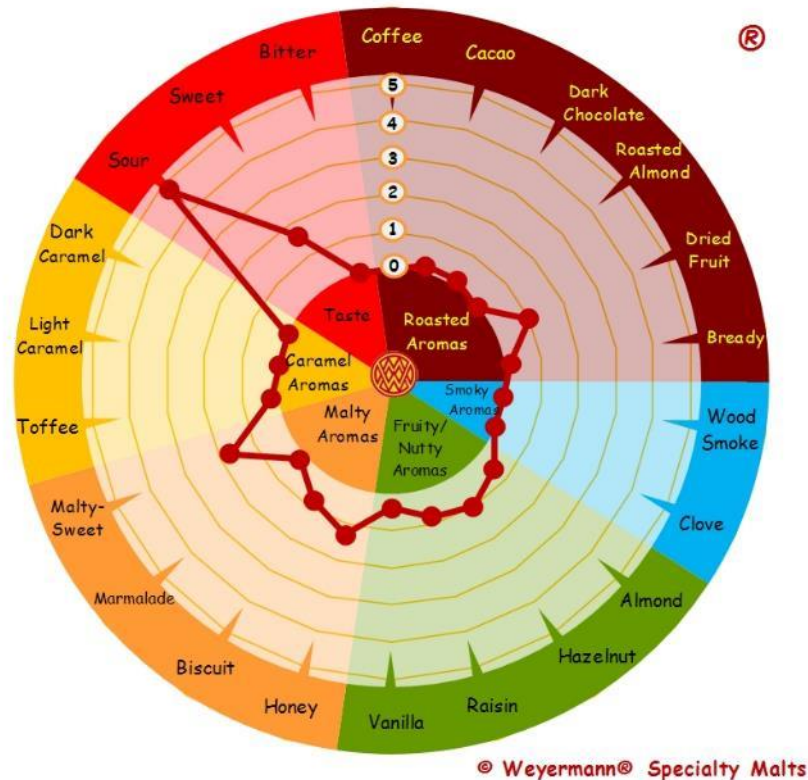 Coffee
Cacao
Dark
Chocolate
Roasted
Almond
Dried
Fruit
Bready
Wood
Smoke
Clove
Almond
Hazelnut
Raisin
Vanilla
Honey
Biscuit
Marmalade
Malty-
Sweet
Toffee
Light
Caramel
Dark
Caramel
Sour
Sweet
Bitter
®
5
4
3
2
1
0
Taste
Roasted
Aromas
Caramel
Aromas
Smoky
Aromas
Malty
Aromas
Fruity/
Nutty
Aromas
© Weyermann® Specialty Malts